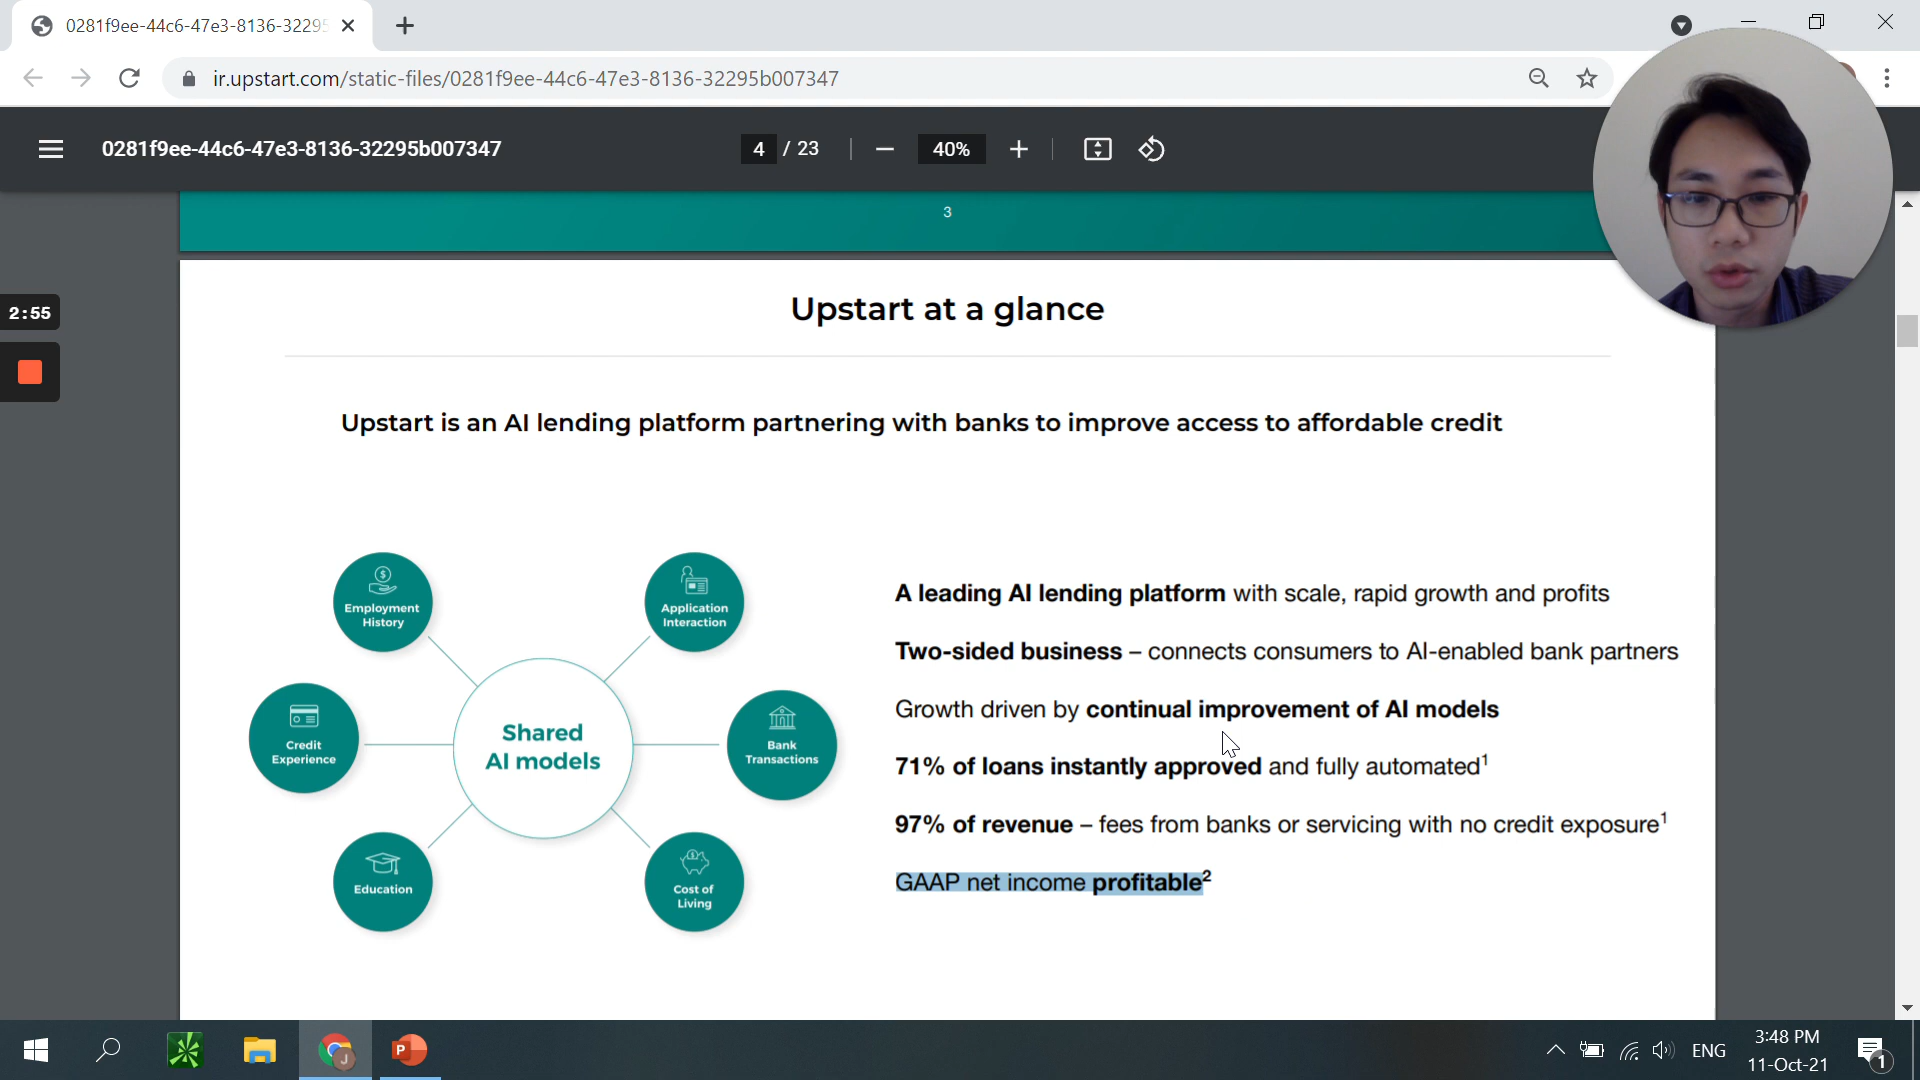 0281f9ee-44c6-47e3-8136-3229
ir.upstart.com/static-files/0281f9ee-44c6-47e3-8136-32295b007347
0281f9ee-44c6-47e3-8136-32295b007347
4 / 23
40%
3
2:55
Upstart at a glance
Upstart is an AI lending platform partnering with banks to improve access to affordable credit
Employment
History
Application
Interaction
Credit
Experience
Shared
AI models
Bank
Transactions
Education
Cost of
Living
A leading AI lending platform with scale, rapid growth and profits
Two-sided business – connects consumers to AI-enabled bank partners
Growth driven by continual improvement of AI models
71% of loans instantly approved and fully automated¹
97% of revenue – fees from banks or servicing with no credit exposure¹
GAAP net income profitable²
J
P
ENG
3:48 PM
11-Oct-21
1